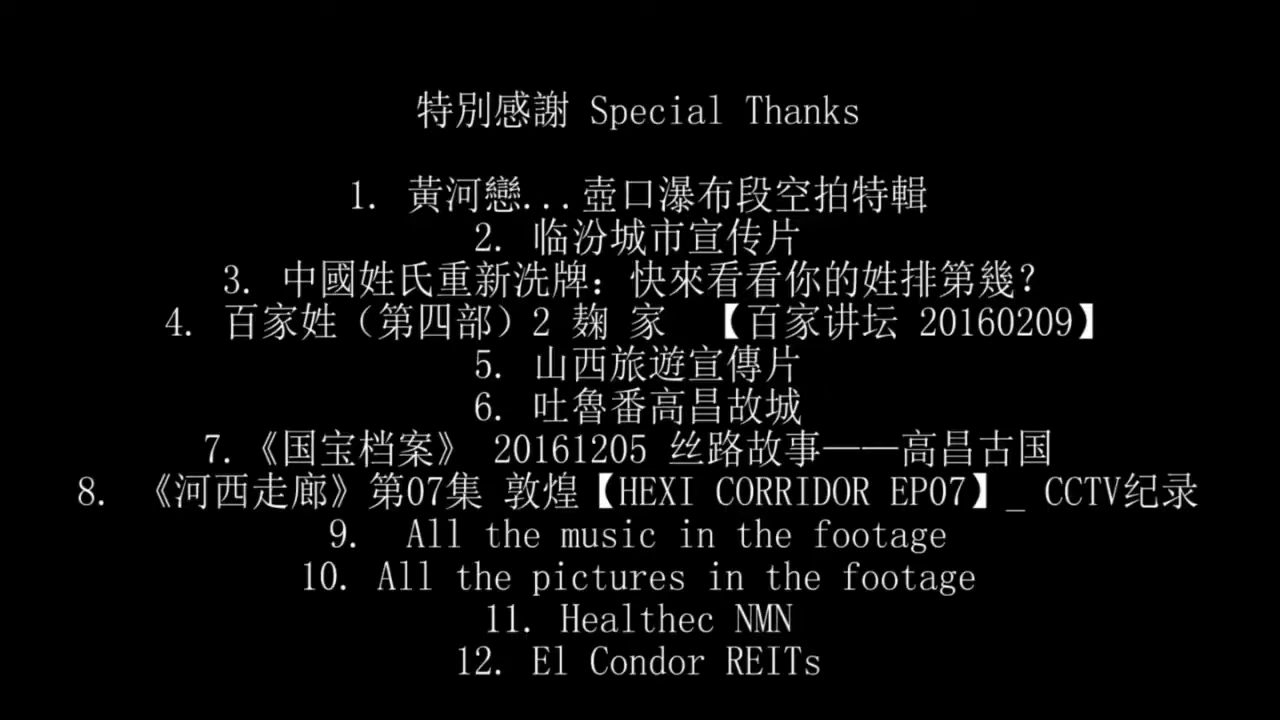 特別感謝 Special Thanks
1. 黃河戀...壺口瀑布段空拍特輯
2. 临汾城市宣传片
3. 中國姓氏重新洗牌：快來看看你的姓排第幾？
4. 百家姓（第四部）2 麹 家 【百家讲坛 20160209】
5. 山西旅遊宣傳片
6. 吐魯番高昌故城
7.《国宝档案》 20161205 丝路故事——高昌古国
8. 《河西走廊》第07集 敦煌【HEXI CORRIDOR EP07】_ CCTV纪录
9. All the music in the footage
10. All the pictures in the footage
11. Healthec NMN
12. El Condor REITs